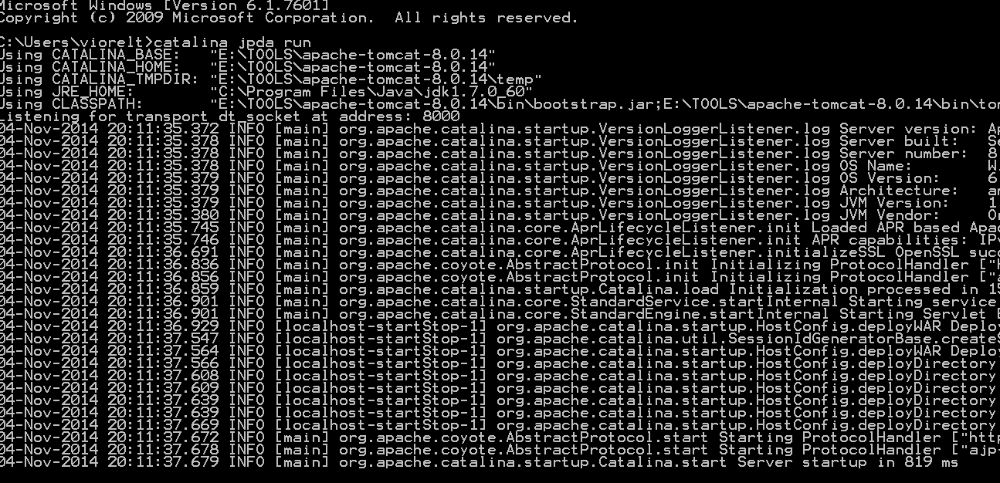 Microsoft Windows [Version 6.1.7601]
Copyright (c) 2009 Microsoft Corporation.  All rights reserved.
C:\Users\viorelt>catalina jpda run
Using CATALINA_BASE:   "E:\TOOLS\apache-tomcat-8.0.14"
Using CATALINA_HOME:   "E:\TOOLS\apache-tomcat-8.0.14"
Using CATALINA_TMPDIR: "E:\TOOLS\apache-tomcat-8.0.14\temp"
Using JRE_HOME:        "C:\Program Files\Java\jdk1.7.0_60"
Using CLASSPATH:       "E:\TOOLS\apache-tomcat-8.0.14\bin\bootstrap.jar;E:\TOOLS\apache-tomcat-8.0.14\bin\tom
Listening for transport dt_socket at address: 8000
04-Nov-2014 20:11:35.372 INFO [main] org.apache.catalina.startup.VersionLoggerListener.log Server version: Ap
04-Nov-2014 20:11:35.378 INFO [main] org.apache.catalina.startup.VersionLoggerListener.log Server built:   Se
04-Nov-2014 20:11:35.378 INFO [main] org.apache.catalina.startup.VersionLoggerListener.log Server number:  8
04-Nov-2014 20:11:35.378 INFO [main] org.apache.catalina.startup.VersionLoggerListener.log OS Name:        W
04-Nov-2014 20:11:35.379 INFO [main] org.apache.catalina.startup.VersionLoggerListener.log OS Version:     6
04-Nov-2014 20:11:35.379 INFO [main] org.apache.catalina.startup.VersionLoggerListener.log Architecture:   am
04-Nov-2014 20:11:35.379 INFO [main] org.apache.catalina.startup.VersionLoggerListener.log JVM Version:    1
04-Nov-2014 20:11:35.380 INFO [main] org.apache.catalina.startup.VersionLoggerListener.log JVM Vendor:     Or
04-Nov-2014 20:11:35.745 INFO [main] org.apache.catalina.core.AprLifecycleListener.init Loaded APR based Apac
04-Nov-2014 20:11:35.746 INFO [main] org.apache.catalina.core.AprLifecycleListener.init APR capabilities: IPv
04-Nov-2014 20:11:36.691 INFO [main] org.apache.catalina.core.AprLifecycleListener.initializeSSL OpenSSL succ
04-Nov-2014 20:11:36.836 INFO [main] org.apache.coyote.AbstractProtocol.init Initializing ProtocolHandler ["h
04-Nov-2014 20:11:36.856 INFO [main] org.apache.coyote.AbstractProtocol.init Initializing ProtocolHandler ["a
04-Nov-2014 20:11:36.859 INFO [main] org.apache.catalina.startup.Catalina.load Initialization processed in 15
04-Nov-2014 20:11:36.901 INFO [main] org.apache.catalina.core.StandardService.startInternal Starting service
04-Nov-2014 20:11:36.901 INFO [main] org.apache.catalina.core.StandardEngine.startInternal Starting Servlet E
04-Nov-2014 20:11:36.929 INFO [localhost-startStop-1] org.apache.catalina.startup.HostConfig.deployWAR Deploy
04-Nov-2014 20:11:37.547 INFO [localhost-startStop-1] org.apache.catalina.util.SessionIdGeneratorBase.createS
04-Nov-2014 20:11:37.564 INFO [localhost-startStop-1] org.apache.catalina.startup.HostConfig.deployWAR Deploy
04-Nov-2014 20:11:37.566 INFO [localhost-startStop-1] org.apache.catalina.startup.HostConfig.deployDirectory
04-Nov-2014 20:11:37.608 INFO [localhost-startStop-1] org.apache.catalina.startup.HostConfig.deployDirectory
04-Nov-2014 20:11:37.609 INFO [localhost-startStop-1] org.apache.catalina.startup.HostConfig.deployDirectory
04-Nov-2014 20:11:37.639 INFO [localhost-startStop-1] org.apache.catalina.startup.HostConfig.deployDirectory
04-Nov-2014 20:11:37.639 INFO [localhost-startStop-1] org.apache.catalina.startup.HostConfig.deployDirectory
04-Nov-2014 20:11:37.669 INFO [localhost-startStop-1] org.apache.catalina.startup.HostConfig.deployDirectory
04-Nov-2014 20:11:37.672 INFO [main] org.apache.coyote.AbstractProtocol.start Starting ProtocolHandler ["http
04-Nov-2014 20:11:37.678 INFO [main] org.apache.coyote.AbstractProtocol.start Starting ProtocolHandler ["ajp-
04-Nov-2014 20:11:37.679 INFO [main] org.apache.catalina.startup.Catalina.start Server startup in 819 ms